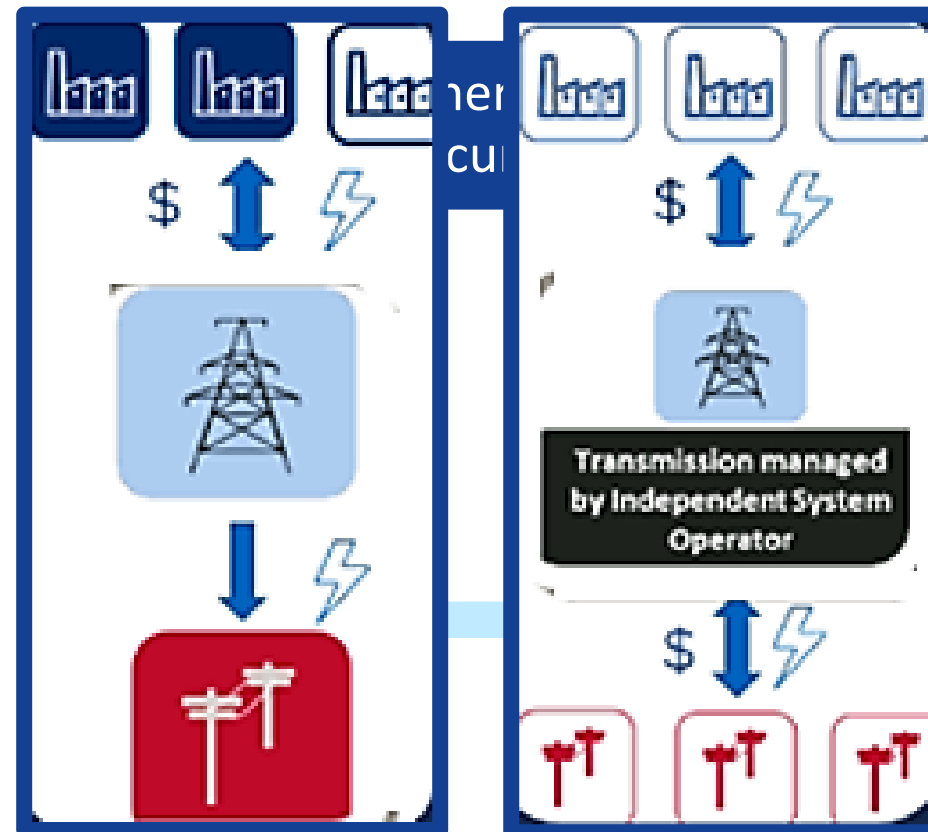 $
$
Transmission managed
by Independent System
Operator
$